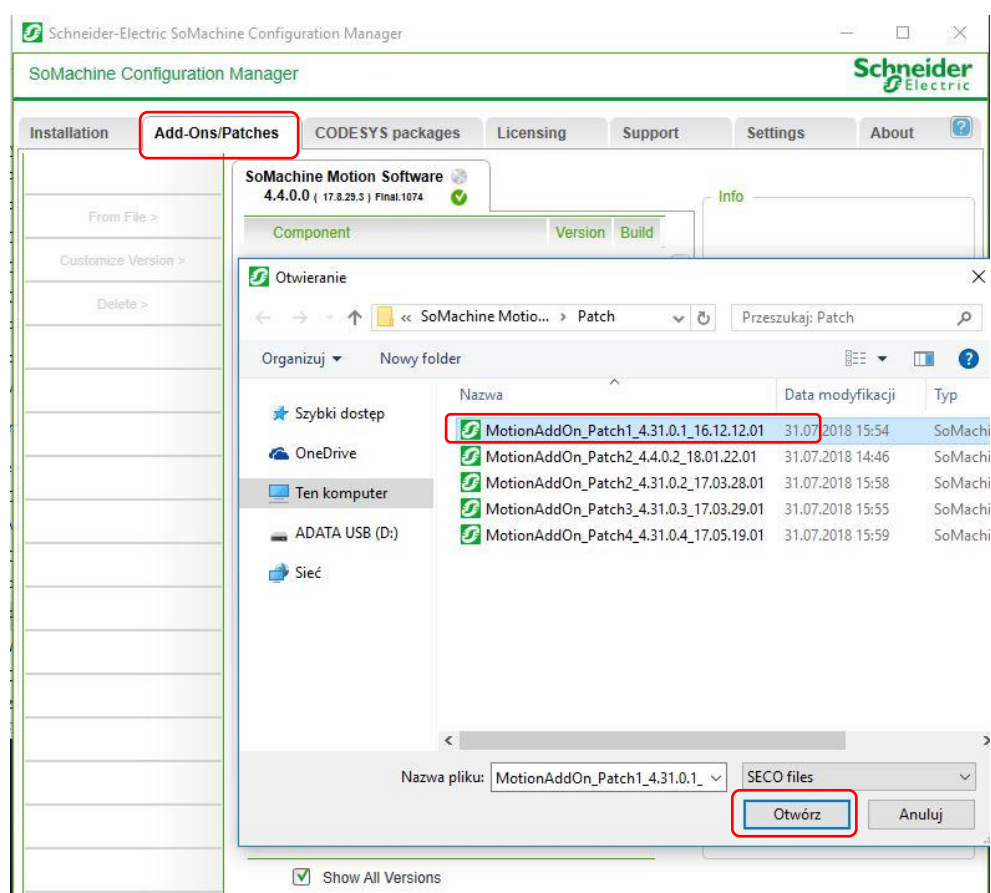 Schneider-Electric SoMachine Configuration Manager
SoMachine Configuration Manager
Schneider
Electric
Installation Add-Ons/Patches CODESYS packages Licensing Support Settings About ?
SoMachine Motion Software
4.4.0.0 ( 17.8.29.3 ) Final.1074
Info
From File >
Component Version Build
Customize Version >
Delete >
Otwieranie
« SoMachine Motio... > Patch
Przeszukaj: Patch
Organizuj Nowy folder
?
Nazwa Data modyfikacji Typ
Szybki dostęp
OneDrive
Ten komputer
ADATA USB (D:)
Sieć
MotionAddOn_Patch1_4.31.0.1_16.12.12.01 31.07.2018 15:54 SoMachi
MotionAddOn_Patch2_4.4.0.2_18.01.22.01 31.07.2018 14:46 SoMachi
MotionAddOn_Patch2_4.31.0.2_17.03.28.01 31.07.2018 15:58 SoMachi
MotionAddOn_Patch3_4.31.0.3_17.03.29.01 31.07.2018 15:55 SoMachi
MotionAddOn_Patch4_4.31.0.4_17.05.19.01 31.07.2018 15:59 SoMachi
Nazwa pliku: MotionAddOn_Patch1_4.31.0.1_ SECO files
Otwórz Anuluj
Show All Versions